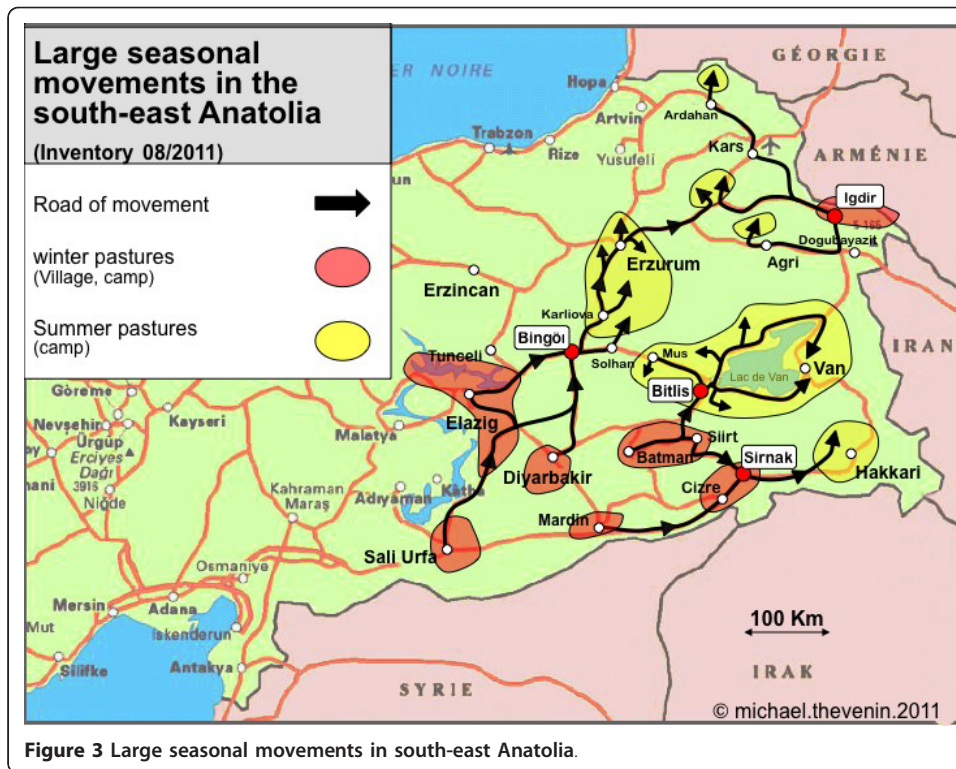 Large seasonal
movements in the
south-east Anatolia
(Inventory 08/2011)
Road of movement
winter pastures
(Village, camp)
Summer pastures
(camp)
ER NOIRE
GÉORGIE
Hopa
Artvin
Ardahan
Trabzon
Rize
Yusufeli
Kars
ARMÉNIE
un
Igdir
Dogubayazit
Agri
Erzurum
Erzincan
Karliova
Bingöl
Solhan
Mus
IRAN
Tunceli
Van
Lac de Van
Bitlis
Göreme
Kayseri
Nevşehir
Ürgup
Elazig
Malatya
Siirt
Batman
Sirnak
Erciyes
Dağı
3916
Diyarbakir
Hakkari
Niğde
Kahraman
Maraş
Adıyaman
Kâhta
Cizre
Mardin
Sali Urfa
Osmaniye
100 Km
Mersin
Adana
Mut
Iskenderun
Silifke
Antakya
SYRIE
IRAK
© michael.thevenin.2011
Figure 3 Large seasonal movements in south-east Anatolia.